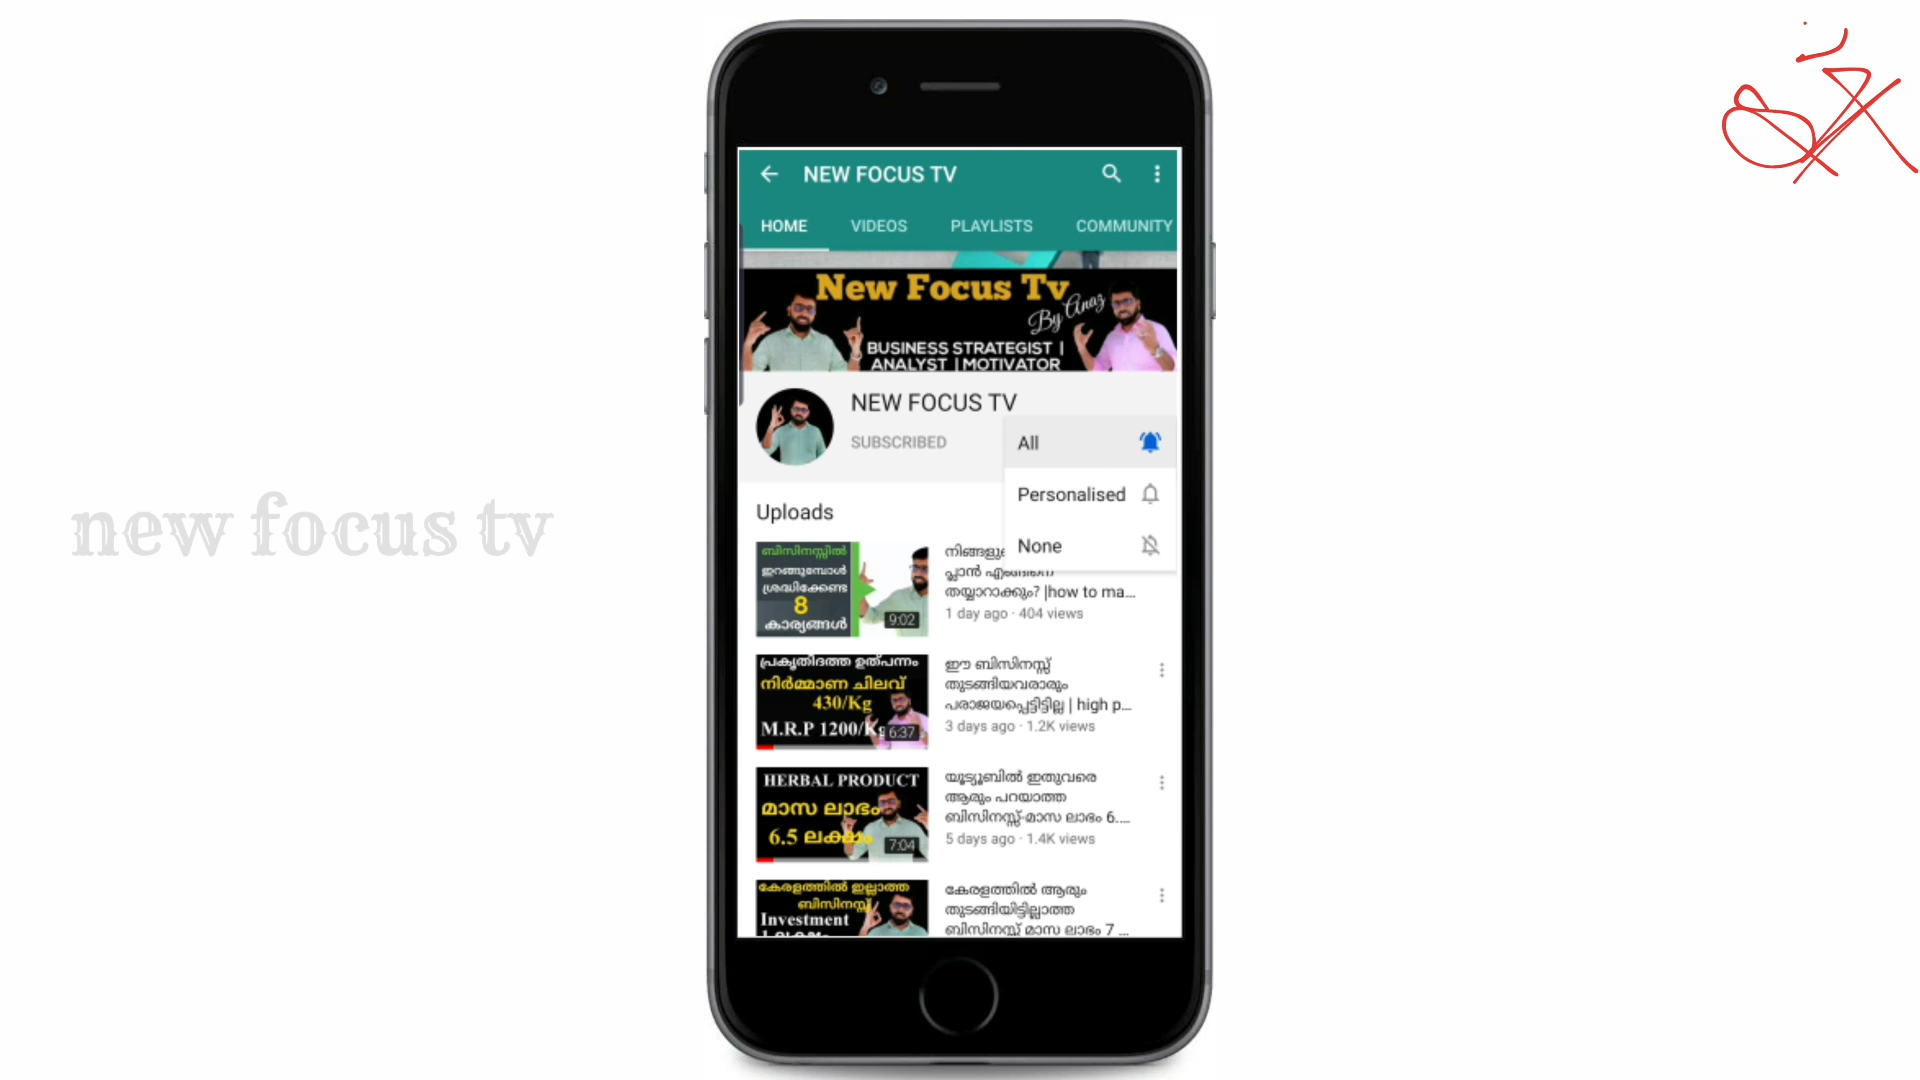 NEW FOCUS TV
HOME VIDEOS PLAYLISTS COMMUNITY
New Focus Tv
By Anaz
BUSINESS STRATEGIST |
ANALYST | MOTIVATOR
NEW FOCUS TV
SUBSCRIBED
All
Personalised
None
new focus tv
Uploads
ബിസിനസ്സിൽ
ഇറങ്ങുമ്പോൾ
ശ്രദ്ധിക്കേണ്ട
8
കാര്യങ്ങൾ
9:02
പ്ലാൻ എങ്ങിനെ
തയ്യാറാക്കും? |how to ma...
1 day ago · 404 views
പ്രകൃതിദത്ത ഉത്പന്നം
നിർമ്മാണ ചിലവ്
430/Kg
M.R.P 1200/Kg
6:37
ഈ ബിസിനസ്സ്
തുടങ്ങിയവരാരും
പരാജയപ്പെട്ടിട്ടില്ല | high p...
3 days ago · 1.2K views
HERBAL PRODUCT
മാസ ലാഭം
6.5 ലക്ഷം
7:04
യൂട്യൂബിൽ ഇതുവരെ
ആരും പറയാത്ത
ബിസിനസ്സ്-മാസ ലാഭം 6....
5 days ago · 1.4K views
കേരളത്തിൽ ഇല്ലാത്ത
ബിസിനസ്സ്
Investment
1 ലക്ഷം
കേരളത്തിൽ ആരും
തുടങ്ങിയിട്ടില്ലാത്ത
ബിസിനസ്സ് മാസ ലാഭം 7 ...